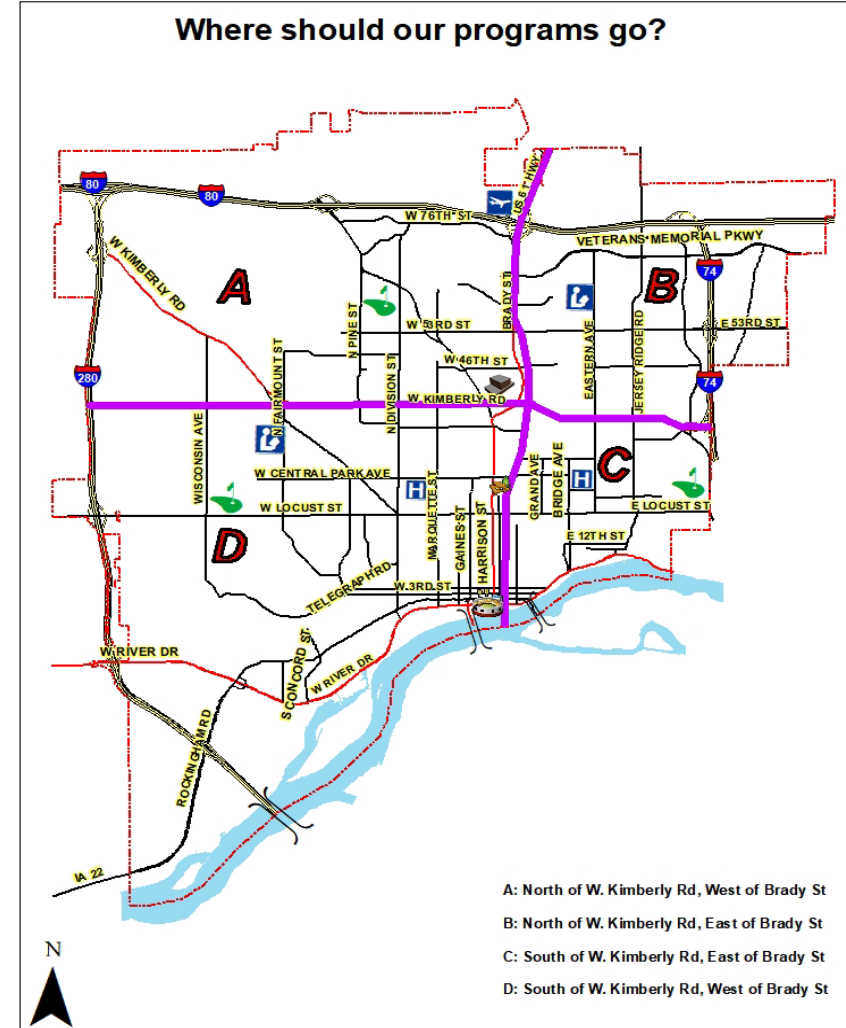 Where should our programs go?
80
80
US 61 HWY
W 76TH ST
VETERANS MEMORIAL PKWY
W KIMBERLY RD
74
A
B
N PINE ST
BRADY ST
W 53RD ST
E 53RD ST
EASTERN AVE
JERSEY RIDGE RD
N FAIRMOUNT ST
W 46TH ST
280
74
N DIVISION ST
W KIMBERLY RD
WISCONSIN AVE
C
W CENTRAL PARK AVE
H
H
GRAND AVE
BRIDGE AVE
MARQUETTE ST
W LOCUST ST
E LOCUST ST
GAINES ST
HARRISON ST
D
E 12TH ST
TELEGRAPH RD
W 3RD ST
W RIVER DR
S CONCORD ST
W RIVER DR
ROCKINGHAM RD
IA 22
A: North of W. Kimberly Rd, West of Brady St
B: North of W. Kimberly Rd, East of Brady St
C: South of W. Kimberly Rd, East of Brady St
D: South of W. Kimberly Rd, West of Brady St
N